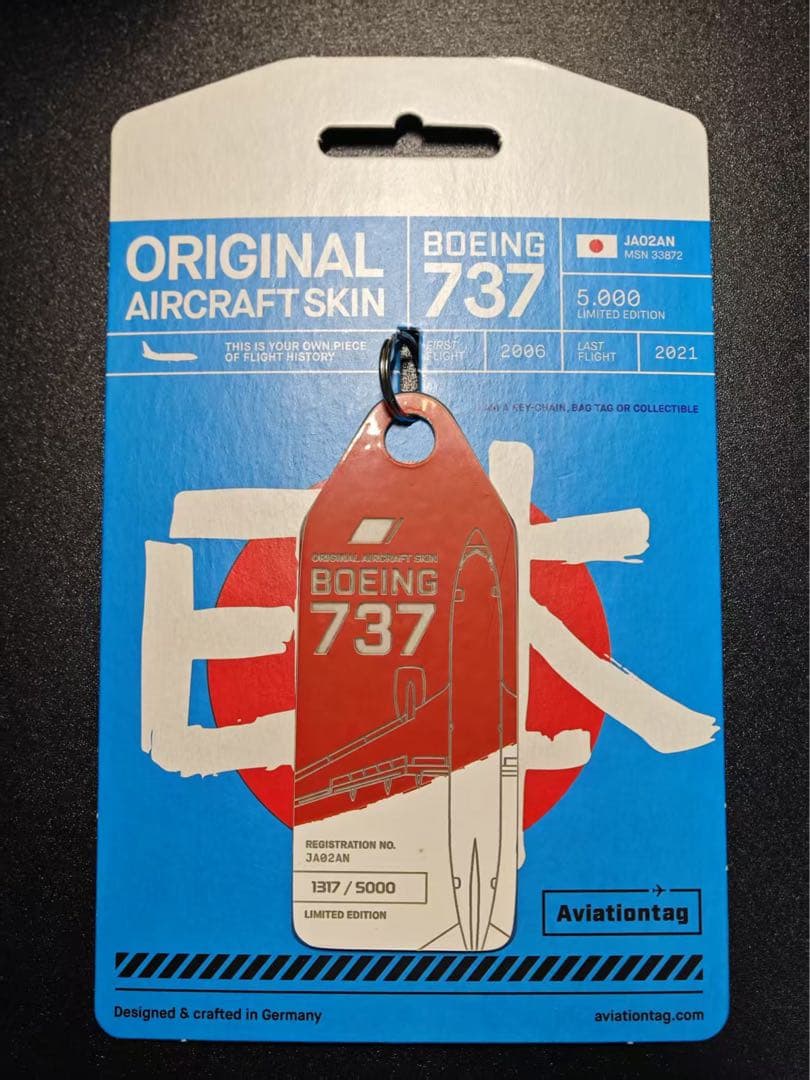 ORIGINAL
AIRCRAFT SKIN
BOEING
737
JA02AN
MSN 33872
5.000
LIMITED EDITION
THIS IS YOUR OWN PIECE
OF FLIGHT HISTORY
FIRST
FLIGHT
2006
LAST
FLIGHT
2021
A KEY-CHAIN, BAG TAG OR COLLECTIBLE
日本
ORIGINAL AIRCRAFT SKIN
BOEING
737
REGISTRATION NO.
JA02AN
1317 / 5000
LIMITED EDITION
Aviationtag
Designed & crafted in Germany
aviationtag.com